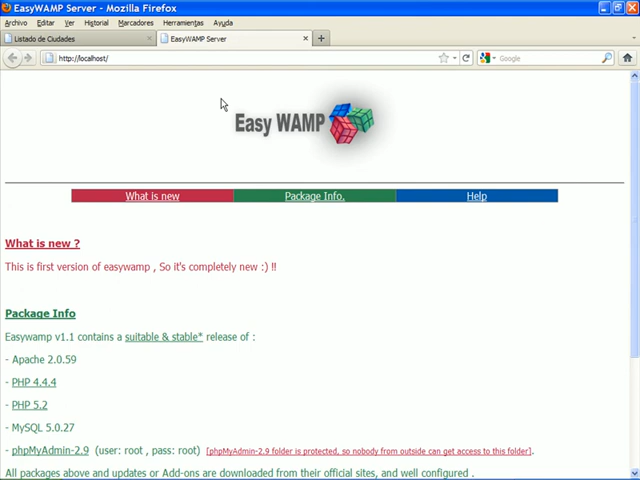 EasyWAMP Server - Mozilla Firefox
Archivo Editar Ver Historial Marcadores Herramientas Ayuda
Listado de Ciudades
EasyWAMP Server
http://localhost/
Google
Easy WAMP
What is new
Package Info.
Help
What is new ?
This is first version of easywamp , So it's completely new :) !!
Package Info
Easywamp v1.1 contains a suitable & stable* release of :
- Apache 2.0.59
- PHP 4.4.4
- PHP 5.2
- MySQL 5.0.27
- phpMyAdmin-2.9 (user: root , pass: root) [phpMyAdmin-2.9 folder is protected, so nobody from outside can get access to this folder].
All packages above and updates or Add-ons are downloaded from their official sites, and well configured .